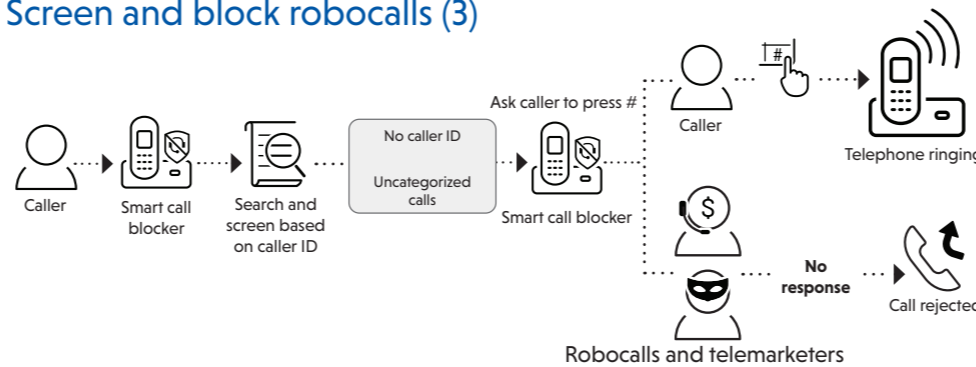 Screen and block robocalls (3)
Caller
Smart call
blocker
Search and
screen based
on caller ID
No caller ID
Uncategorized
calls
Ask caller to press #
Smart call blocker
Caller
#
Telephone ringing
$
No
response
Call rejected
Robocalls and telemarketers